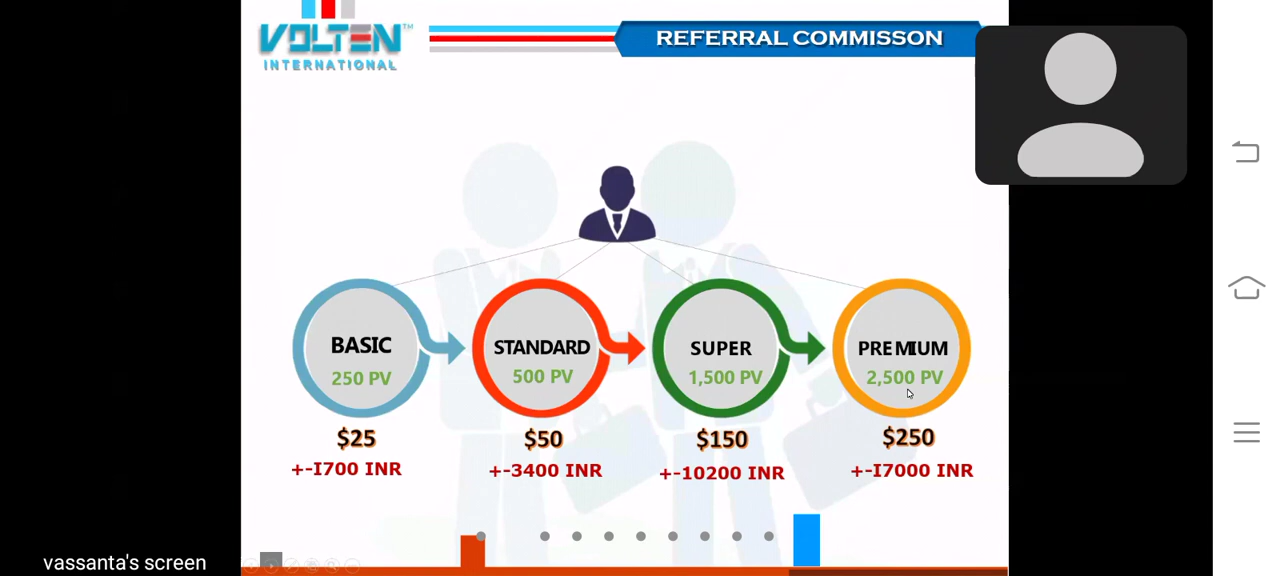 VOLTEN™
INTERNATIONAL
REFERRAL COMMISSON
BASIC
250 PV
STANDARD
500 PV
SUPER
1,500 PV
PREMIUM
2,500 PV
$25
$50
$150
$250
+-I700 INR
+-3400 INR
+-10200 INR
+-I7000 INR
vassanta's screen